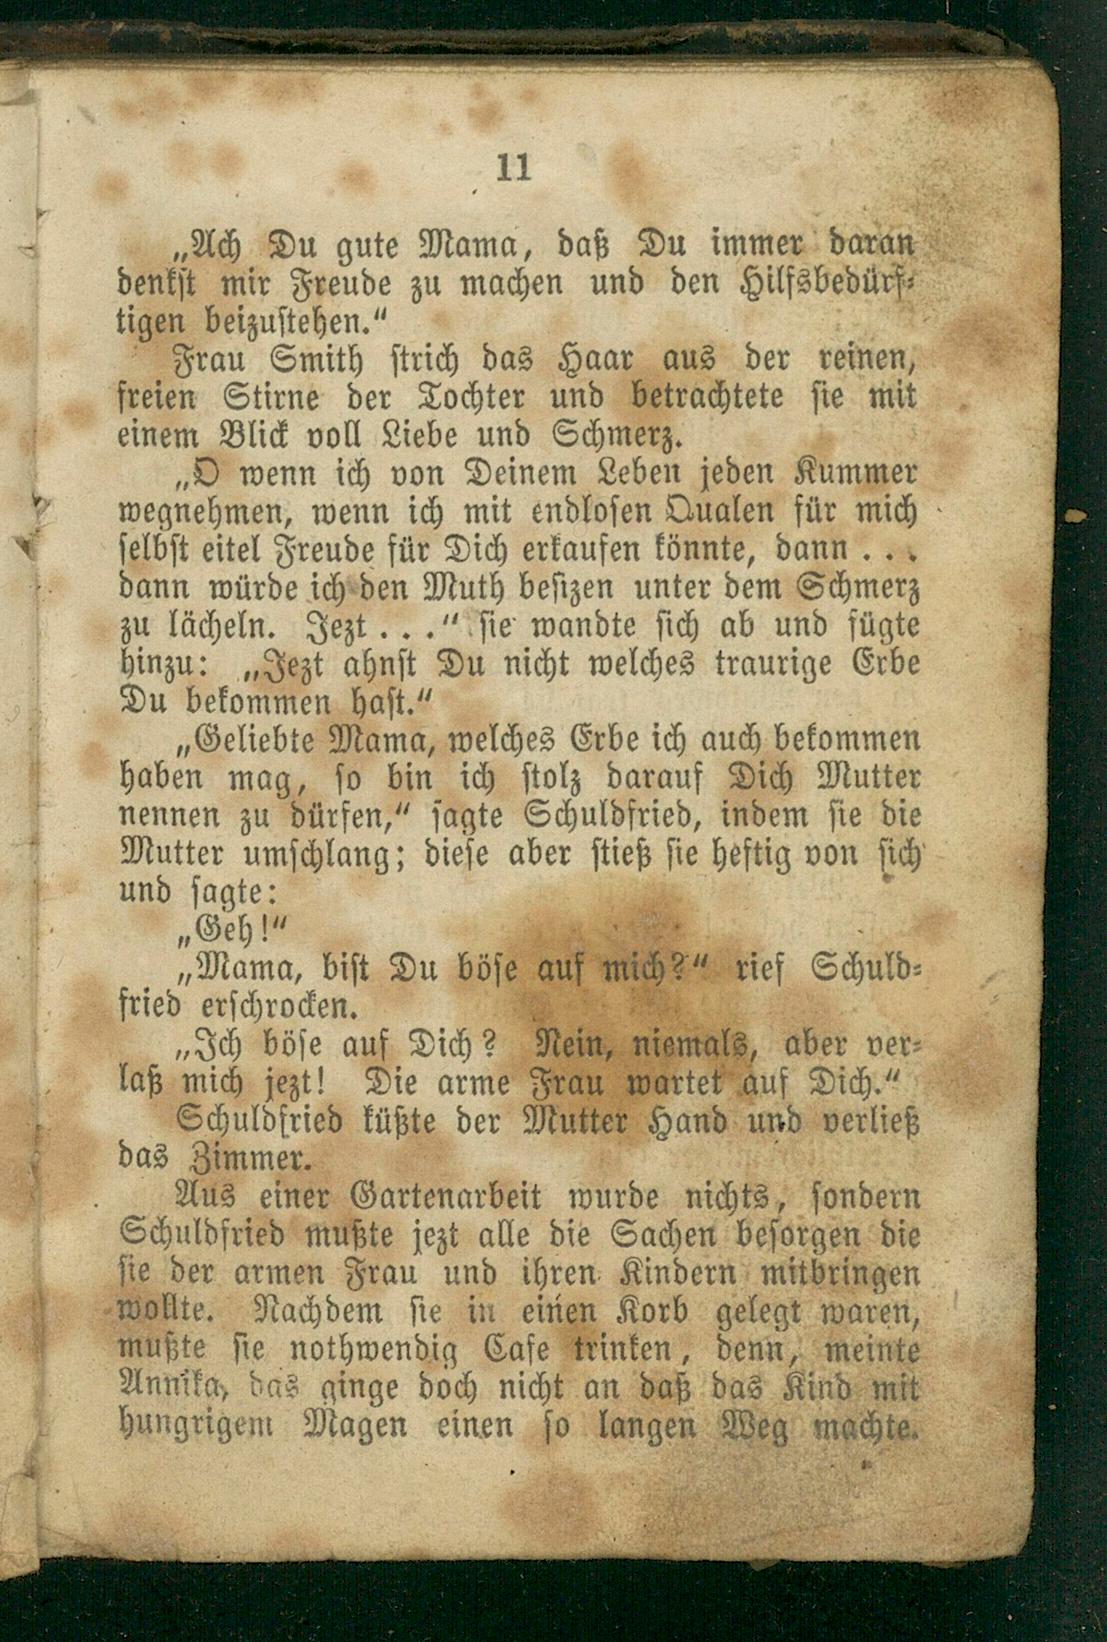 11
„Ach Du gute Mama, daß Du immer daran
denkst mir Freude zu machen und den Hilfsbedürf-
tigen beizustehen.“
Frau Smith strich das Haar aus der reinen,
freien Stirne der Tochter und betrachtete sie mit
einem Blick voll Liebe und Schmerz.
„O wenn ich von Deinem Leben jeden Kummer
wegnehmen, wenn ich mit endlosen Qualen für mich
selbst eitel Freude für Dich erkaufen könnte, dann . . .
dann würde ich den Muth besizen unter dem Schmerz
zu lächeln. Jezt . . .“ sie wandte sich ab und fügte
hinzu: „Jezt ahnst Du nicht welches traurige Erbe
Du bekommen hast.“
„Geliebte Mama, welches Erbe ich auch bekommen
haben mag, so bin ich stolz darauf Dich Mutter
nennen zu dürfen,“ sagte Schuldfried, indem sie die
Mutter umschlang; diese aber stieß sie heftig von sich
und sagte:
„Geh!“
„Mama, bist Du böse auf mich?“ rief Schuld-
fried erschrocken.
„Ich böse auf Dich? Nein, niemals, aber ver-
laß mich jezt! Die arme Frau wartet auf Dich.“
Schuldfried küßte der Mutter Hand und verließ
das Zimmer.
Aus einer Gartenarbeit wurde nichts, sondern
Schuldfried mußte jezt alle die Sachen besorgen die
sie der armen Frau und ihren Kindern mitbringen
wollte. Nachdem sie in einen Korb gelegt waren,
mußte sie nothwendig Cafe trinken, denn, meinte
Annika, das ginge doch nicht an daß das Kind mit
hungrigem Magen einen so langen Weg machte.